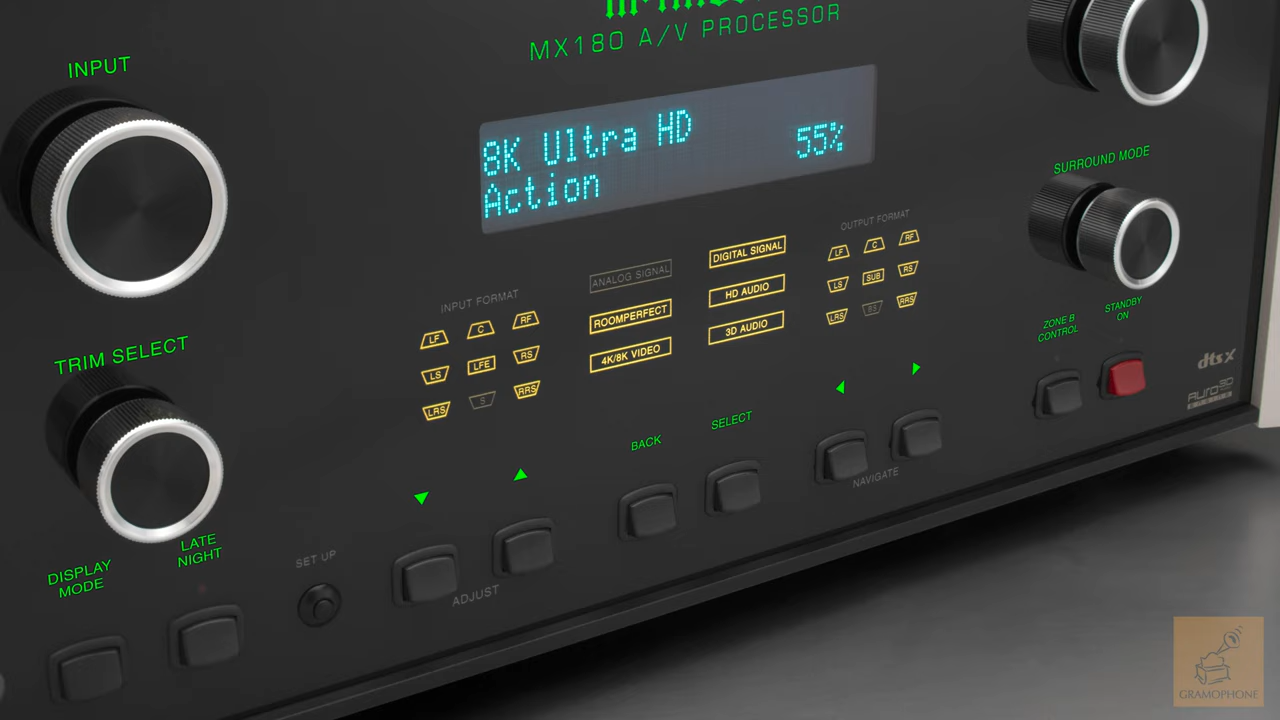 McIntosh
MX180 A/V PROCESSOR
INPUT
8K Ultra HD 55%
Action
SURROUND MODE
OUTPUT FORMAT
LF C RF
LS SUB RS
LRS BS RRS
ANALOG SIGNAL
ROOMPERFECT
4K/8K VIDEO
DIGITAL SIGNAL
HD AUDIO
3D AUDIO
INPUT FORMAT
LF C RF
LS LFE RS
LRS S RRS
TRIM SELECT
ZONE B
CONTROL
STANDBY
ON
dts X
AURO 3D
BACK
SELECT
NAVIGATE
DISPLAY
MODE
LATE
NIGHT
SET UP
ADJUST
GRAMOPHONE